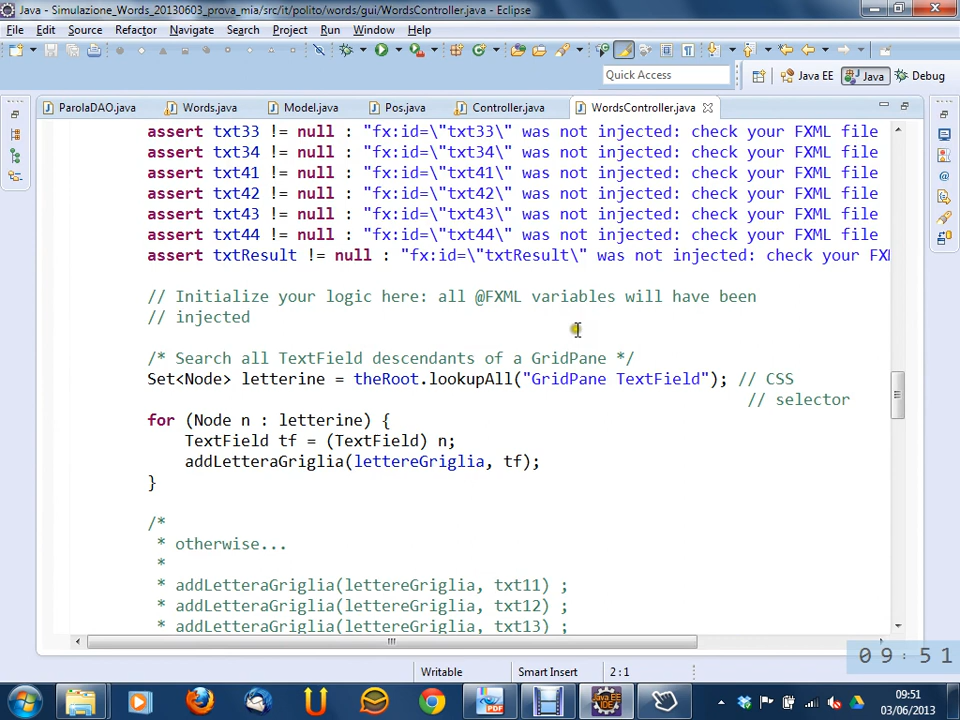 Java - Simulazione_Words_20130603_prova_mia/src/it/polito/words/gui/WordsController.java - Eclipse
File Edit Source Refactor Navigate Search Project Run Window Help
Quick Access
Java EE Java Debug
ParolaDAO.java Words.java Model.java Pos.java Controller.java WordsController.java
assert txt33 != null : "fx:id=\"txt33\" was not injected: check your FXML file
assert txt34 != null : "fx:id=\"txt34\" was not injected: check your FXML file
assert txt41 != null : "fx:id=\"txt41\" was not injected: check your FXML file
assert txt42 != null : "fx:id=\"txt42\" was not injected: check your FXML file
assert txt43 != null : "fx:id=\"txt43\" was not injected: check your FXML file
assert txt44 != null : "fx:id=\"txt44\" was not injected: check your FXML file
assert txtResult != null : "fx:id=\"txtResult\" was not injected: check your FXM
// Initialize your logic here: all @FXML variables will have been
// injected
/* Search all TextField descendants of a GridPane */
Set<Node> letterine = theRoot.lookupAll("GridPane TextField"); // CSS
// selector
for (Node n : letterine) {
TextField tf = (TextField) n;
addLetteraGriglia(lettereGriglia, tf);
}
/*
* otherwise...
*
* addLetteraGriglia(lettereGriglia, txt11) ;
* addLetteraGriglia(lettereGriglia, txt12) ;
* addLetteraGriglia(lettereGriglia, txt13) ;
Writable Smart Insert 2:1
09:51
PDF
Java EE IDE
09:51
03/06/2013